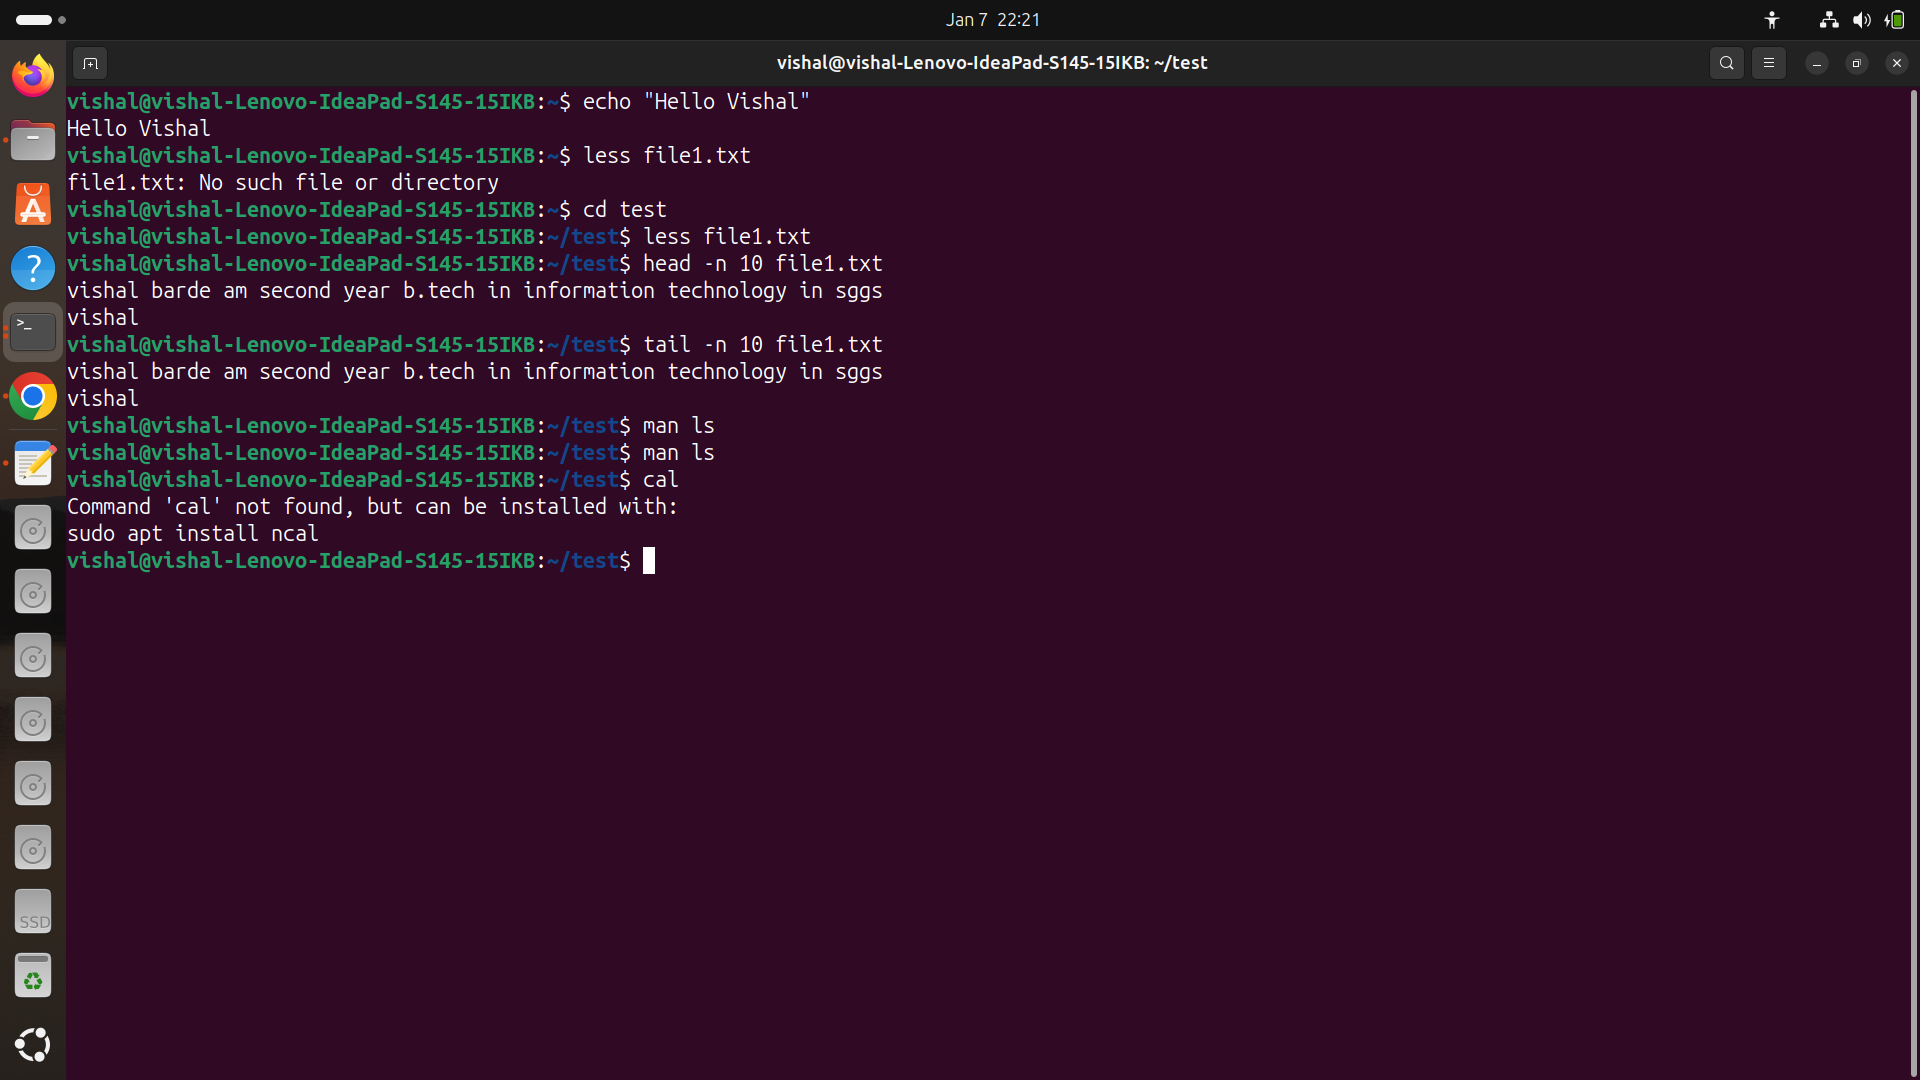 Jan 7 22:21
vishal@vishal-Lenovo-IdeaPad-S145-15IKB: ~/test
vishal@vishal-Lenovo-IdeaPad-S145-15IKB:~$ echo "Hello Vishal"
Hello Vishal
vishal@vishal-Lenovo-IdeaPad-S145-15IKB:~$ less file1.txt
file1.txt: No such file or directory
vishal@vishal-Lenovo-IdeaPad-S145-15IKB:~$ cd test
vishal@vishal-Lenovo-IdeaPad-S145-15IKB:~/test$ less file1.txt
vishal@vishal-Lenovo-IdeaPad-S145-15IKB:~/test$ head -n 10 file1.txt
vishal barde am second year b.tech in information technology in sggs
vishal
vishal@vishal-Lenovo-IdeaPad-S145-15IKB:~/test$ tail -n 10 file1.txt
vishal barde am second year b.tech in information technology in sggs
vishal
vishal@vishal-Lenovo-IdeaPad-S145-15IKB:~/test$ man ls
vishal@vishal-Lenovo-IdeaPad-S145-15IKB:~/test$ man ls
vishal@vishal-Lenovo-IdeaPad-S145-15IKB:~/test$ cal
Command 'cal' not found, but can be installed with:
sudo apt install ncal
vishal@vishal-Lenovo-IdeaPad-S145-15IKB:~/test$
SSD